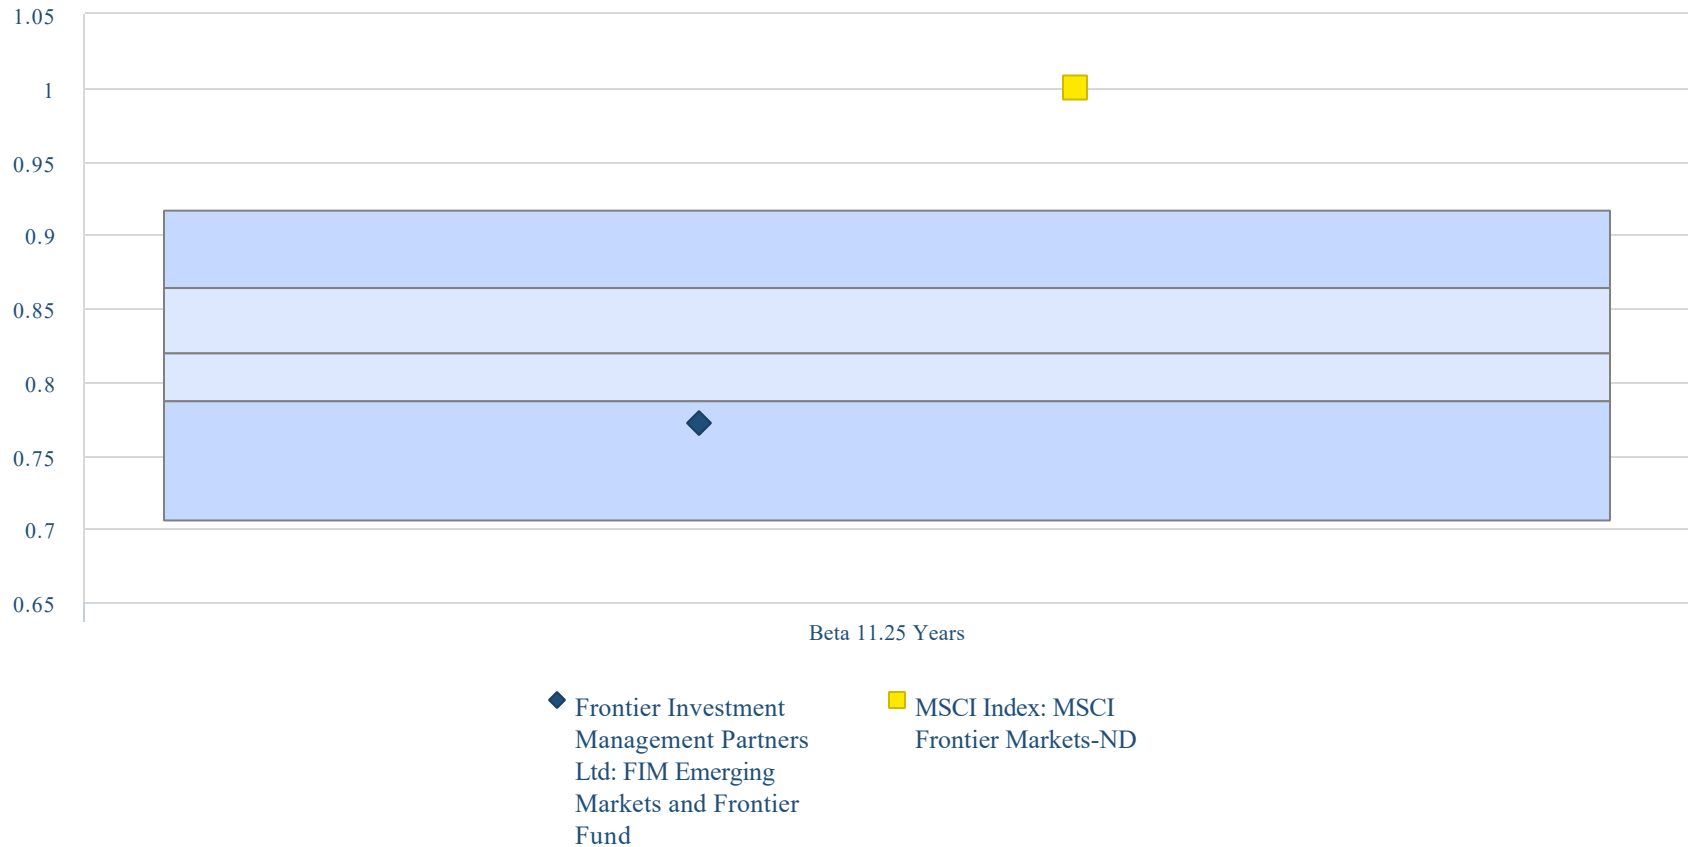 1.05
1
0.95
0.9
0.85
0.8
0.75
0.7
0.65
Beta 11.25 Years
Frontier Investment
Management Partners
Ltd: FIM Emerging
Markets and Frontier
Fund
MSCI Index: MSCI
Frontier Markets-ND